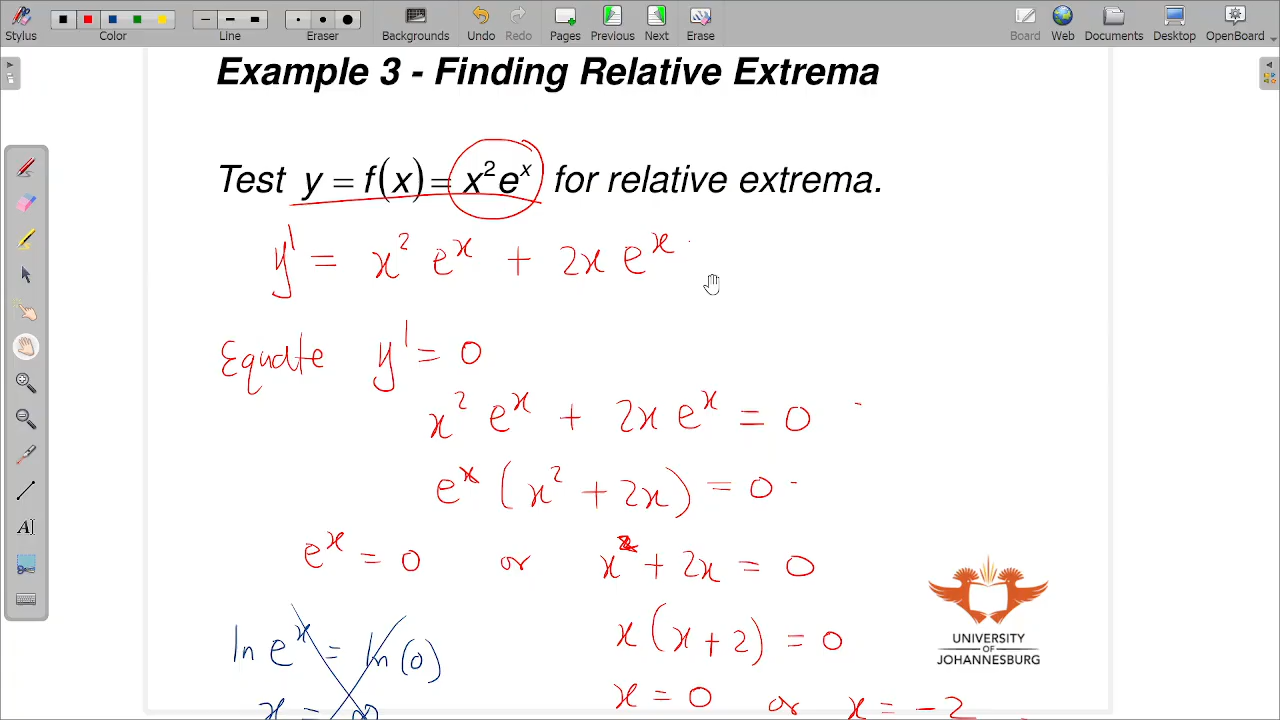 Stylus Color Line Eraser Backgrounds Undo Redo Pages Previous Next Erase Board Web Documents Desktop OpenBoard
Example 3 - Finding Relative Extrema
Test y = f(x) = x²eˣ for relative extrema.
y' = x² eˣ + 2x eˣ
Equate y' = 0
x² eˣ + 2x eˣ = 0
eˣ (x² + 2x) = 0
eˣ = 0 or x² + 2x = 0
ln eˣ = ln (0)
x (x + 2) = 0
x = ∞
x = 0 or x = -2
UNIVERSITY
OF
JOHANNESBURG